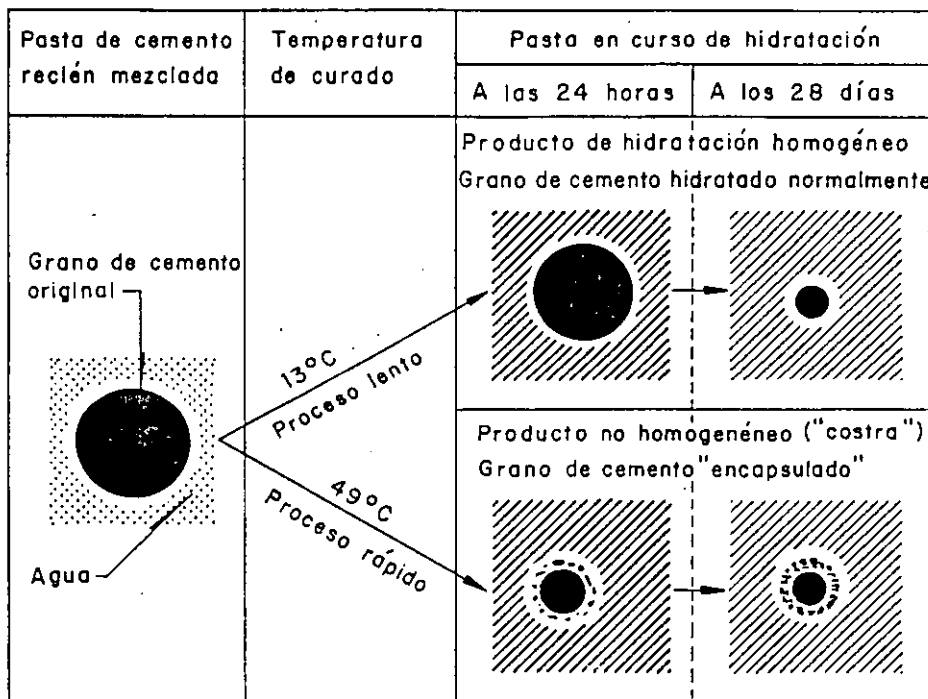 Pasta de cemento
recién mezclada
Temperatura
de curado
Pasta en curso de hidratación
A las 24 horas
A los 28 días
Producto de hidratación homogéneo
Grano de cemento hidratado normalmente
Grano de cemento
original
13°C
Proceso lento
49°C
Proceso rápido
Agua
Producto no homogenéneo ("costra")
Grano de cemento "encapsulado"